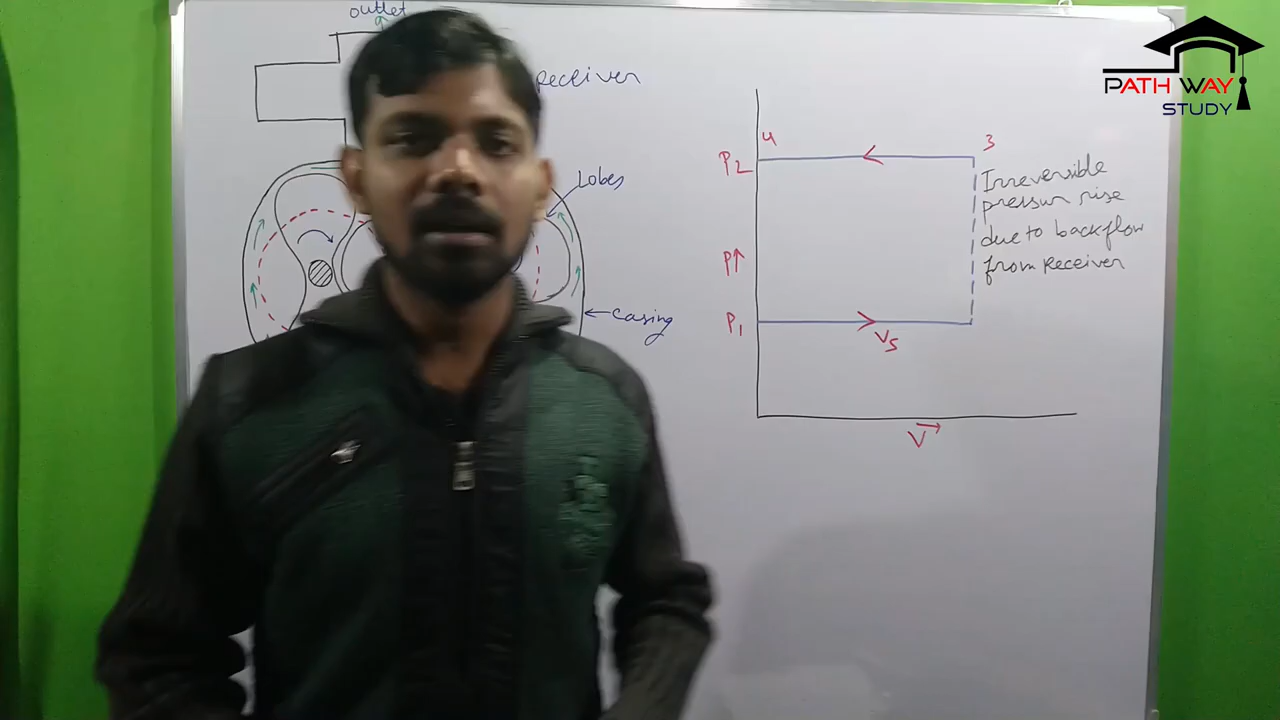 outlet
Receiver
Lobes
Casing
4
3
P2
Irreversible
pressur rise
due to backflow
from Receiver
P↑
P1
Vs
V→
PATH WAY
STUDY